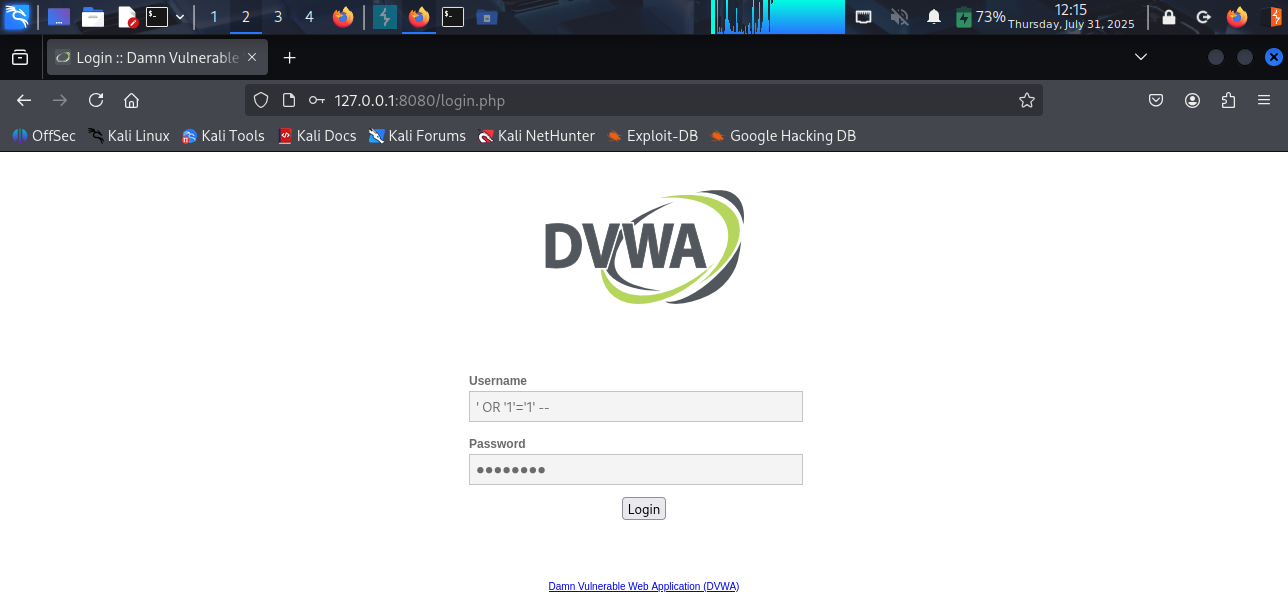 1 2 3 4 73% 12:15
Thursday, July 31, 2025
Login :: Damn Vulnerable
127.0.0.1:8080/login.php
OffSec Kali Linux Kali Tools Kali Docs Kali Forums Kali NetHunter Exploit-DB Google Hacking DB
DVWA
Username
' OR '1'='1' --
Password
●●●●●●●●
Login
Damn Vulnerable Web Application (DVWA)